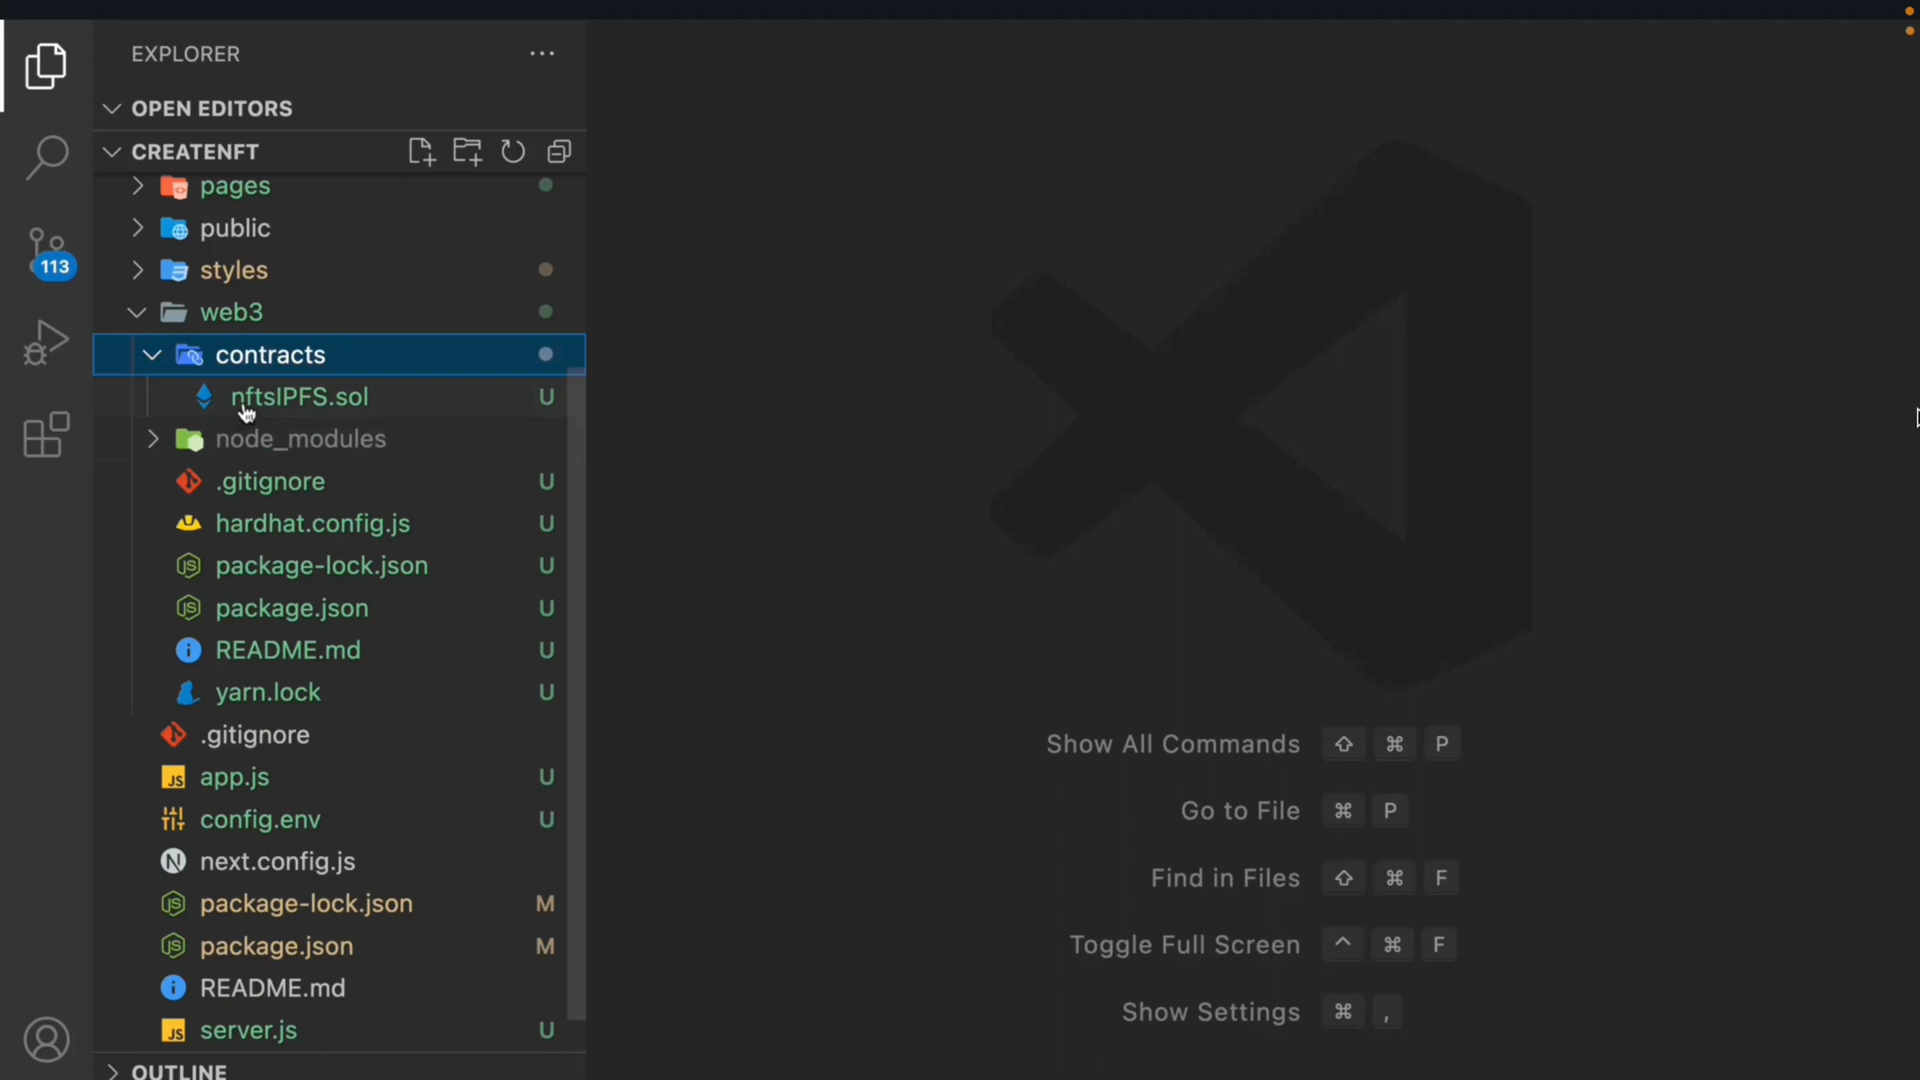 EXPLORER
OPEN EDITORS
CREATENFT
pages
public
styles
113
web3
contracts
nftsIPFS.sol U
node_modules
.gitignore U
hardhat.config.js U
package-lock.json U
package.json U
README.md U
yarn.lock U
.gitignore
JS app.js U
config.env U
N next.config.js
package-lock.json M
package.json M
README.md
JS server.js U
OUTLINE
Show All Commands ⇧ ⌘ P
Go to File ⌘ P
Find in Files ⇧ ⌘ F
Toggle Full Screen ^ ⌘ F
Show Settings ⌘ ,